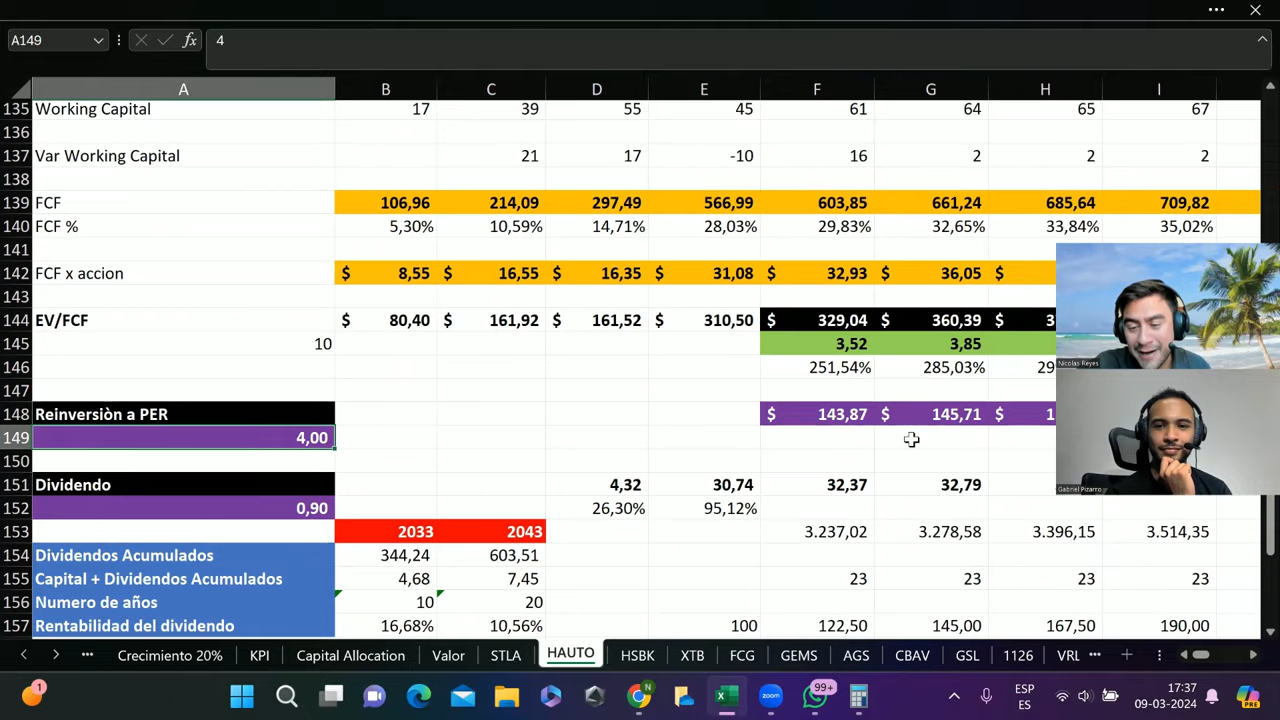 A149
fx
4
A B C D E F G H I
135 Working Capital 17 39 55 45 61 64 65 67
136
137 Var Working Capital 21 17 -10 16 2 2 2
138
139 FCF 106,96 214,09 297,49 566,99 603,85 661,24 685,64 709,82
140 FCF % 5,30% 10,59% 14,71% 28,03% 29,83% 32,65% 33,84% 35,02%
141
142 FCF x accion $ 8,55 $ 16,55 $ 16,35 $ 31,08 $ 32,93 $ 36,05 $
143
144 EV/FCF $ 80,40 $ 161,92 $ 161,52 $ 310,50 $ 329,04 $ 360,39 $ 3
145 10 3,52 3,85
146 251,54% 285,03% 29
147
148 Reinversiòn a PER $ 143,87 $ 145,71 $ 1
149 4,00
150
151 Dividendo 4,32 30,74 32,37 32,79
152 0,90 26,30% 95,12%
153 2033 2043 3.237,02 3.278,58 3.396,15 3.514,35
154 Dividendos Acumulados 344,24 603,51
155 Capital + Dividendos Acumulados 4,68 7,45 23 23 23 23
156 Numero de años 10 20
157 Rentabilidad del dividendo 16,68% 10,56% 100 122,50 145,00 167,50 190,00
Nicolas Reyes
Gabriel Pizarro
Crecimiento 20% KPI Capital Allocation Valor STLA HAUTO HSBK XTB FCG GEMS AGS CBAV GSL 1126 VRL
1
N
zoom
99+
ESP
ES
17:37
09-03-2024
PRE